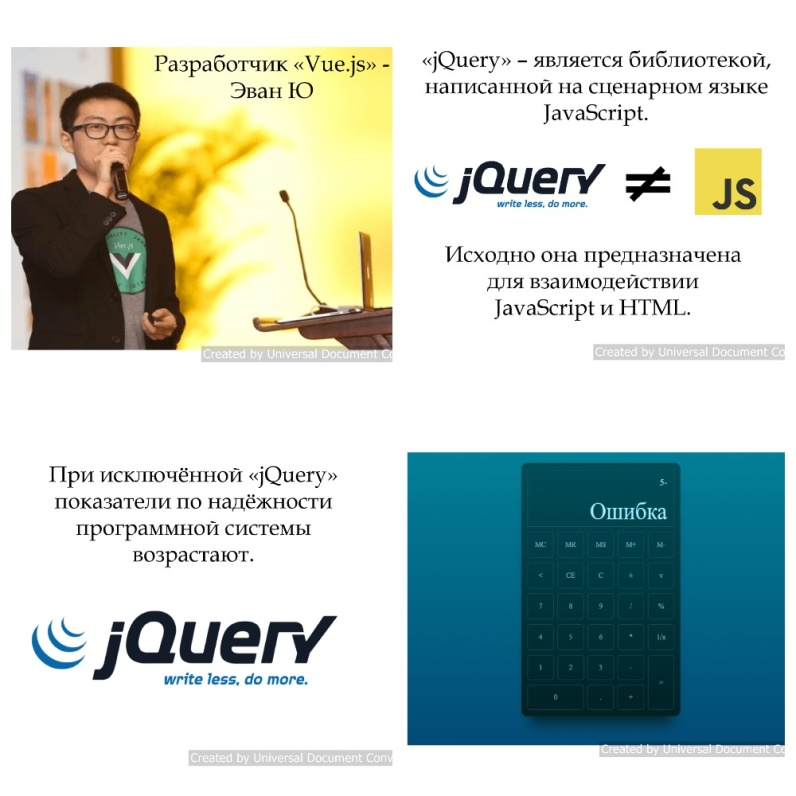 Разработчик «Vue.js» -
Эван Ю
Vue.js
Created by Universal Document Co
«jQuery» – является библиотекой,
написанной на сценарном языке
JavaScript.
jQuery
write less, do more.
≠
JS
Исходно она предназначена
для взаимодействии
JavaScript и HTML.
Created by Universal Document Co
При исключённой «jQuery»
показатели по надёжности
программной системы
возрастают.
jQuery
write less, do more.
Created by Universal Document Conv
5-
Ошибка
MC MR MS M+ M-
< CE C ± √
7 8 9 / %
4 5 6 * 1/x
1 2 3 - =
0 . +
Created by Universal Document Con